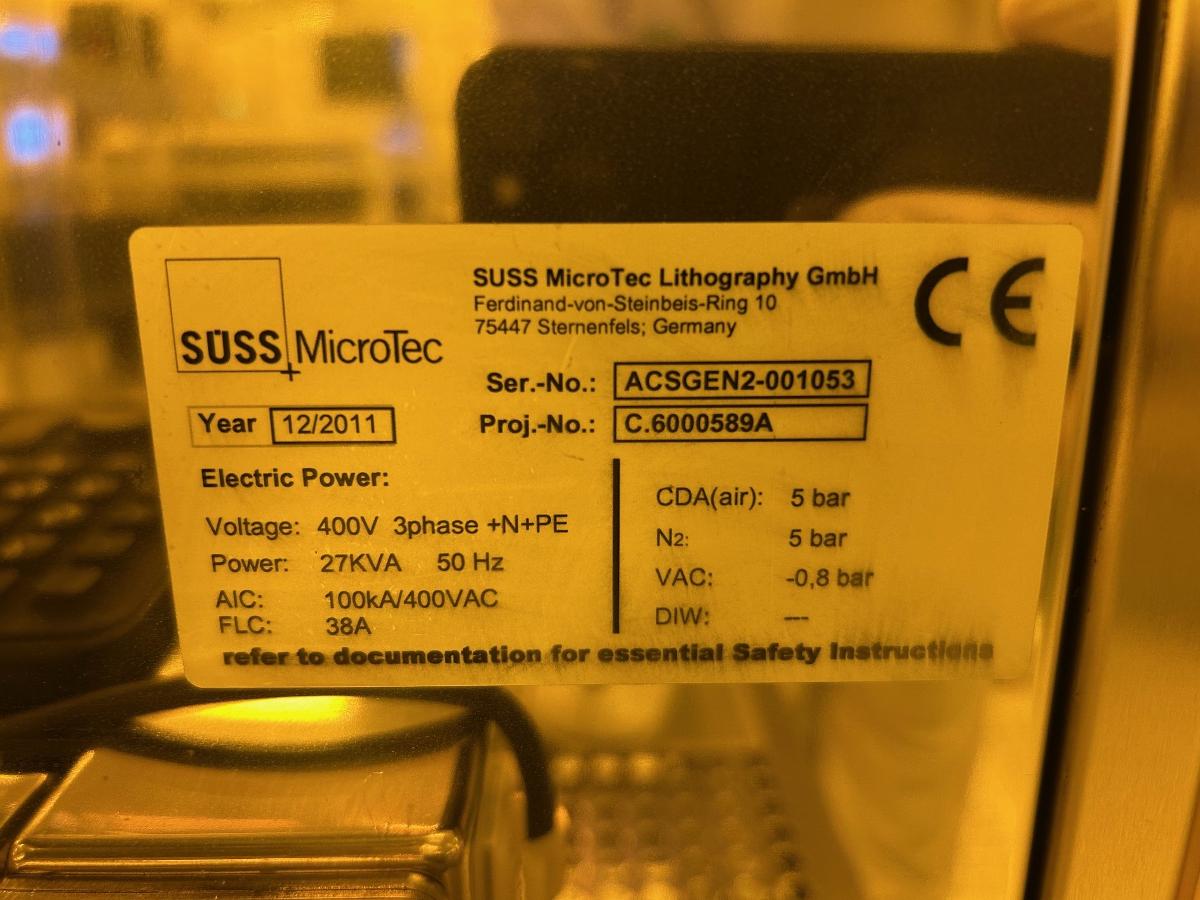 SÜSS MicroTec
SUSS MicroTec Lithography GmbH
Ferdinand-von-Steinbeis-Ring 10
75447 Sternenfels; Germany
CE
Ser.-No.: ACSGEN2-001053
Year 12/2011
Proj.-No.: C.6000589A
Electric Power:
Voltage: 400V 3phase +N+PE
Power: 27KVA 50 Hz
AIC: 100kA/400VAC
FLC: 38A
CDA(air): 5 bar
N2: 5 bar
VAC: -0,8 bar
DIW: ---
refer to documentation for essential Safety Instructions